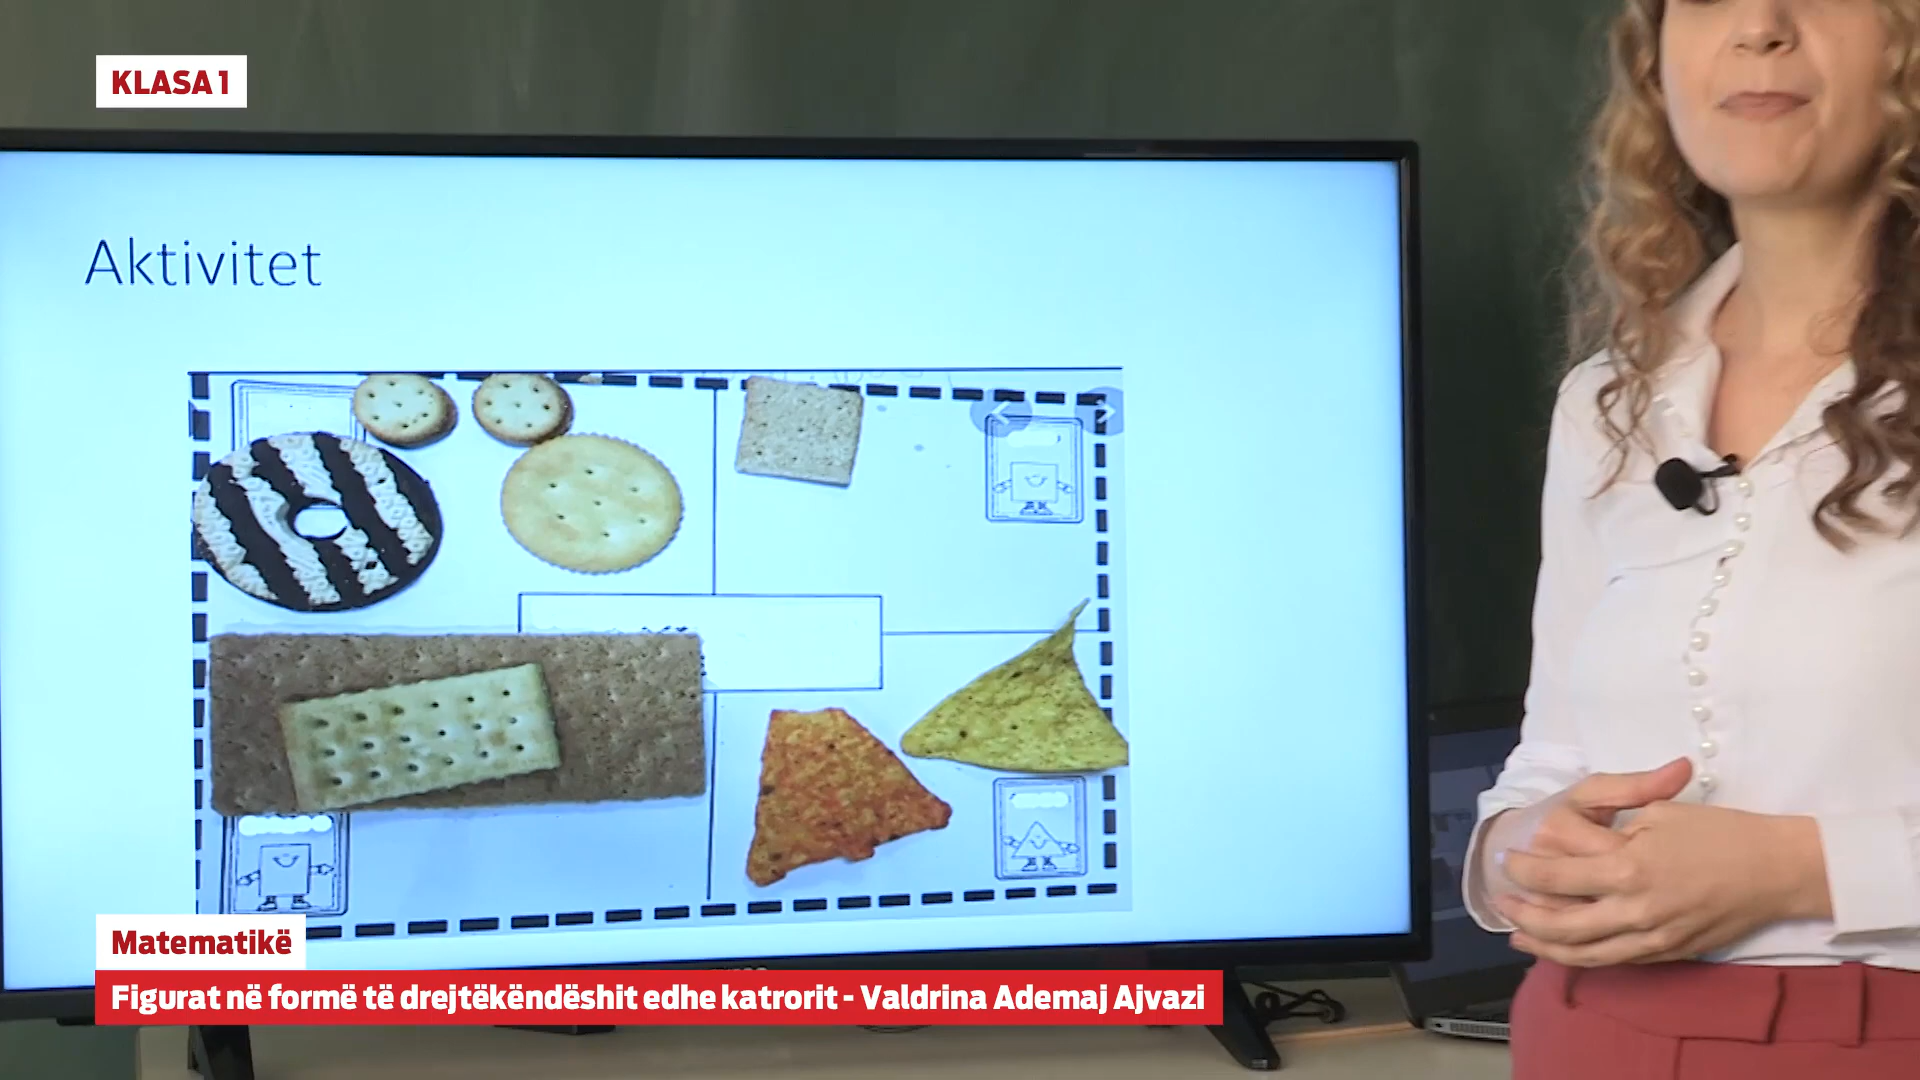 KLASA 1
Aktivitet
Matematikë
Figurat në formë të drejtëkëndëshit edhe katrorit - Valdrina Ademaj Ajvazi